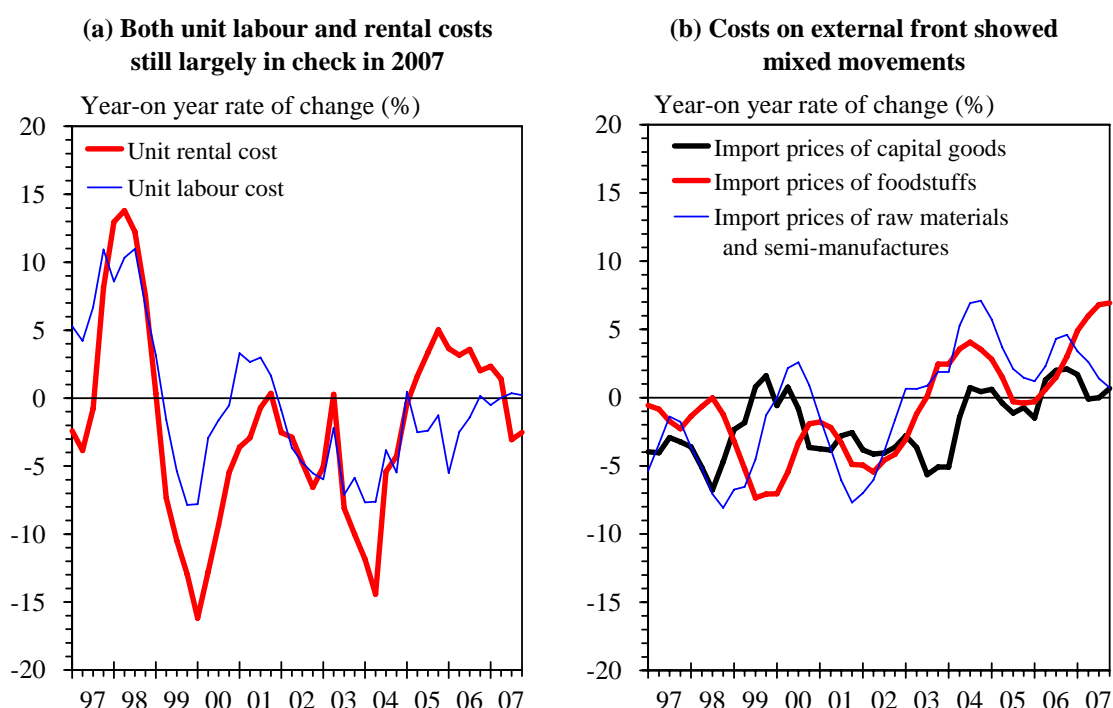 (a) Both unit labour and rental costs
still largely in check in 2007
Year-on year rate of change (%)
20
15
10
5
0
-5
-10
-15
-20
Unit rental cost
Unit labour cost
97 98 99 00 01 02 03 04 05 06 07
(b) Costs on external front showed
mixed movements
Year-on year rate of change (%)
20
15
10
5
0
-5
-10
-15
-20
Import prices of capital goods
Import prices of foodstuffs
Import prices of raw materials
and semi-manufactures
97 98 99 00 01 02 03 04 05 06 07